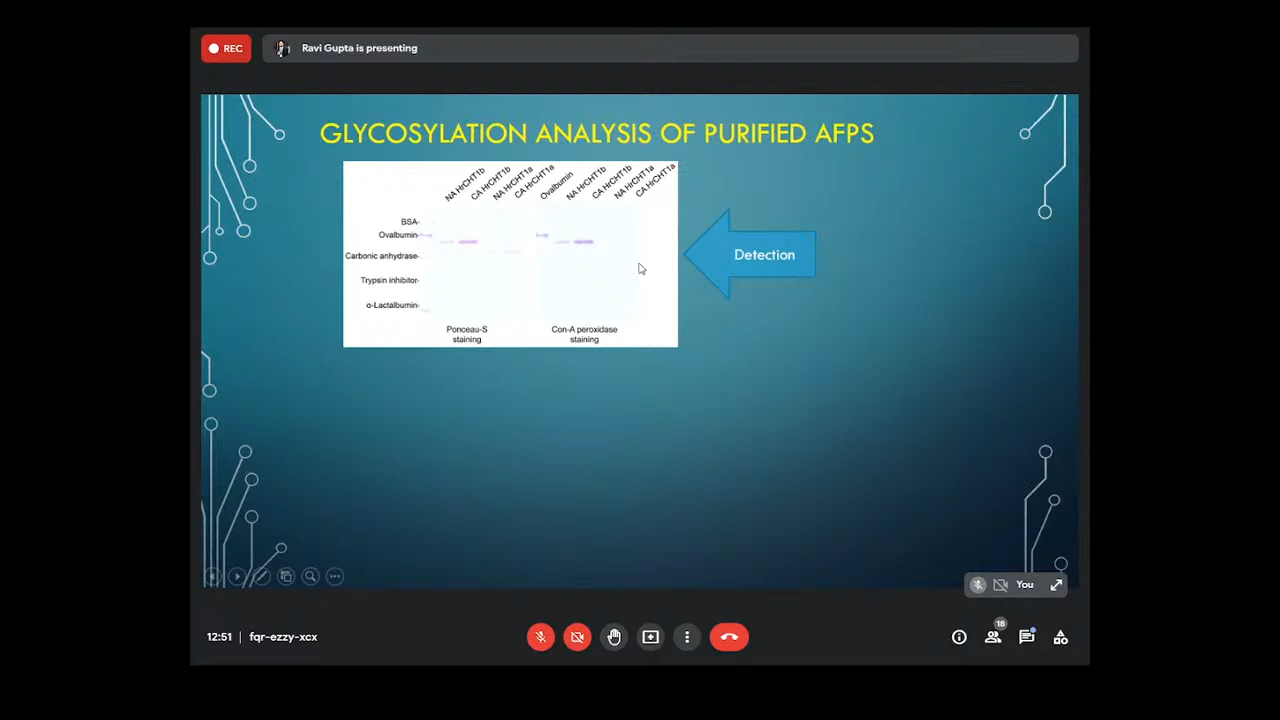 REC
Ravi Gupta is presenting
GLYCOSYLATION ANALYSIS OF PURIFIED AFPS
NA HrCHT1b
CA HrCHT1b
NA HrCHT1a
CA HrCHT1a
Ovalbumin
NA HrCHT1b
CA HrCHT1b
NA HrCHT1a
CA HrCHT1a
BSA-
Ovalbumin-
Carbonic anhydrase-
Trypsin inhibitor-
α-Lactalbumin-
Ponceau-S
staining
Con-A peroxidase
staining
Detection
You
12:51 | fqr-ezzy-xcx
18